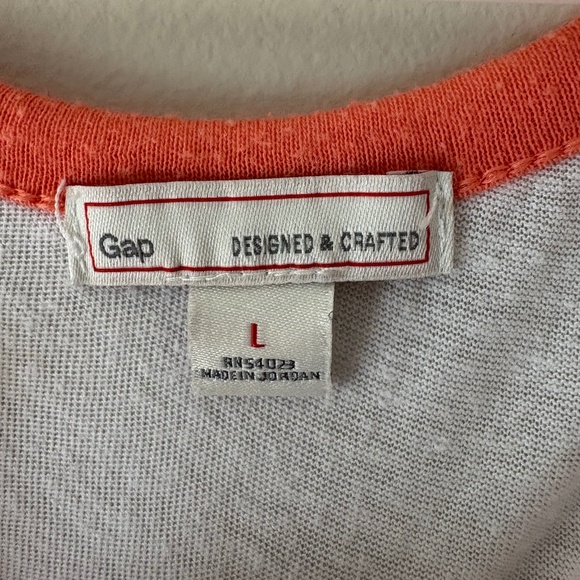 Gap DESIGNED & CRAFTED
L
RN54023
MADE IN JORDAN